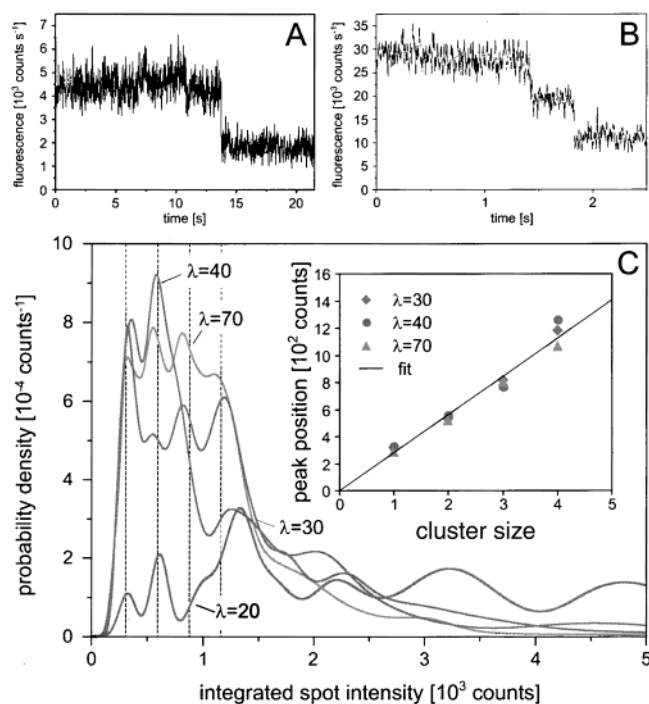 A
fluorescence [10³ counts s⁻¹]
7
6
5
4
3
2
1
0
0 5 10 15 20
time [s]
B
fluorescence [10³ counts s⁻¹]
35
30
25
20
15
10
5
0
0 1 2
time [s]
C
probability density [10⁻⁴ counts⁻¹]
10
8
6
4
2
0
λ=40
λ=70
λ=30
λ=20
0 1 2 3 4 5
integrated spot intensity [10³ counts]
peak position [10² counts]
16
14
12
10
8
6
4
2
0
λ=30
λ=40
λ=70
fit
0 1 2 3 4 5
cluster size